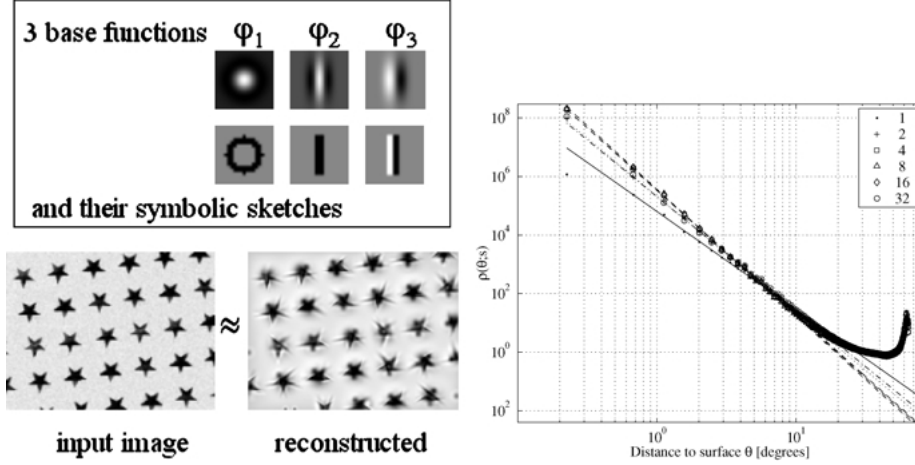 3 base functions φ1 φ2 φ3
and their symbolic sketches
≈
input image reconstructed
10^8
10^6
10^4
10^2
10^0
10^2
ρ(θ;s)
10^0 10^1
Distance to surface θ [degrees]
1
2
4
8
16
32